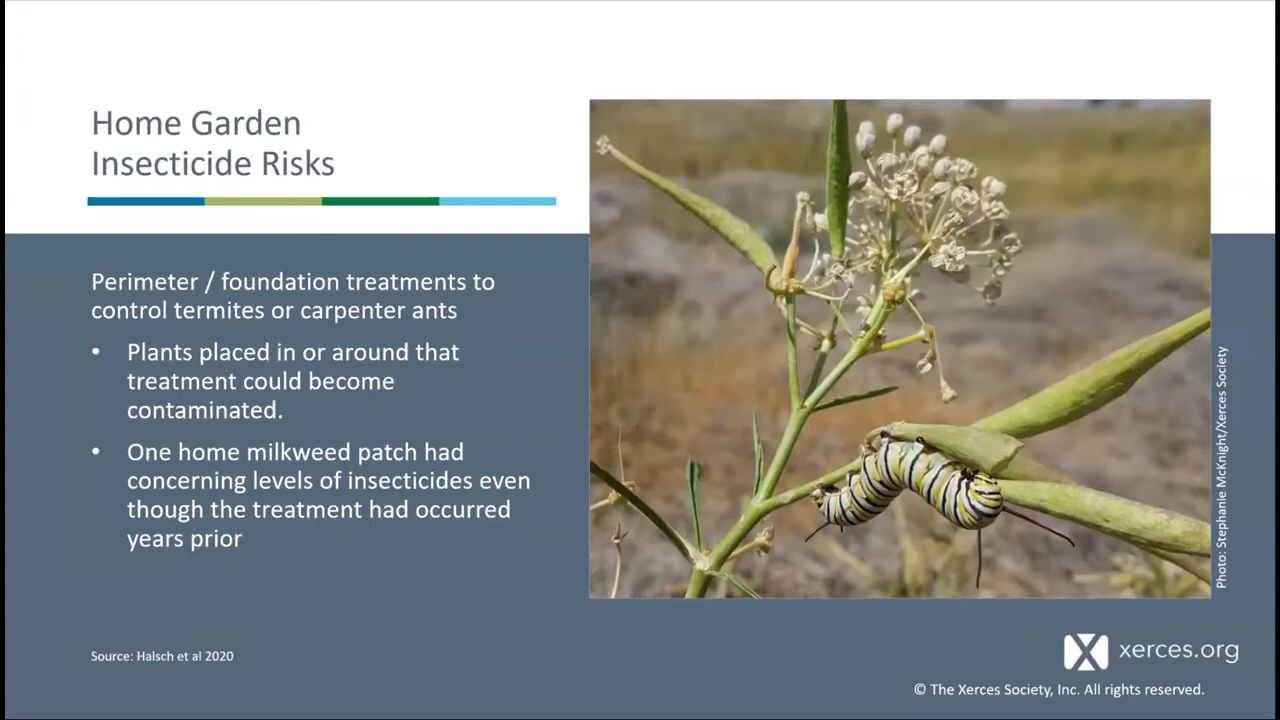 Home Garden
Insecticide Risks
Perimeter / foundation treatments to
control termites or carpenter ants
• Plants placed in or around that
treatment could become
contaminated.
• One home milkweed patch had
concerning levels of insecticides even
though the treatment had occurred
years prior
Source: Halsch et al 2020
Photo: Stephanie McKnight/Xerces Society
xerces.org
© The Xerces Society, Inc. All rights reserved.